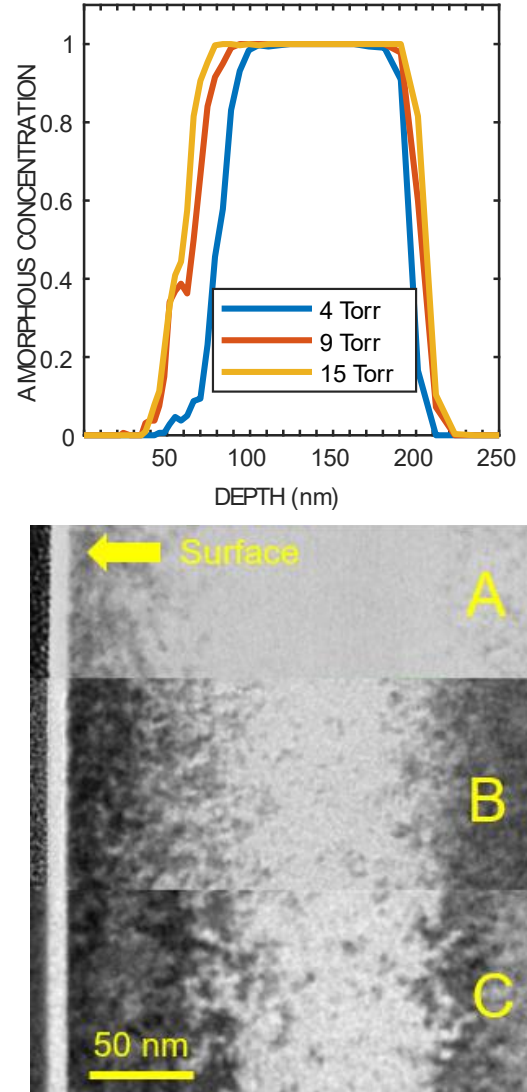 AMORPHOUS CONCENTRATION
1
0.8
0.6
0.4
0.2
0
4 Torr
9 Torr
15 Torr
50
100
150
200
250
DEPTH (nm)
Surface
A
B
C
50 nm